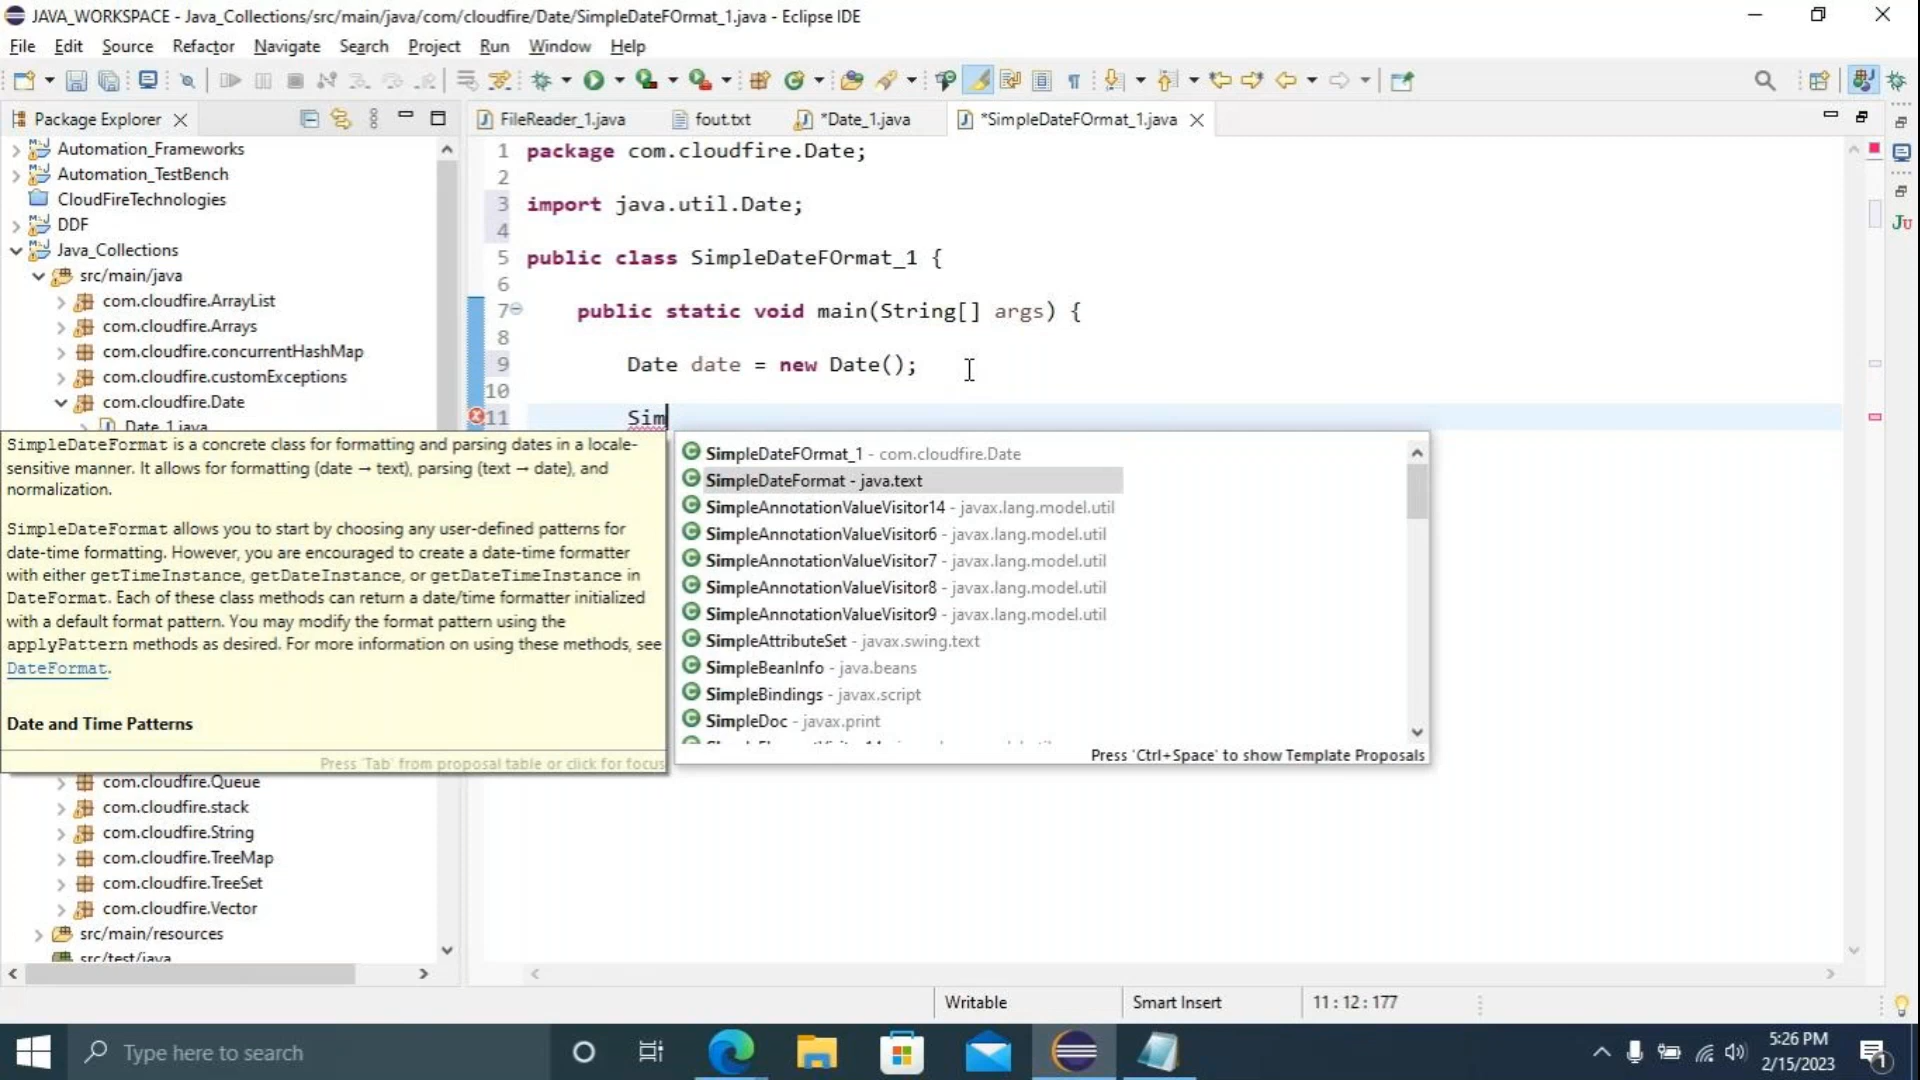 JAVA_WORKSPACE - Java_Collections/src/main/java/com/cloudfire/Date/SimpleDateFOrmat_1.java - Eclipse IDE
File Edit Source Refactor Navigate Search Project Run Window Help
Package Explorer
FileReader_1.java
fout.txt
*Date_1.java
*SimpleDateFOrmat_1.java
Automation_Frameworks
Automation_TestBench
CloudFireTechnologies
DDF
Java_Collections
src/main/java
com.cloudfire.ArrayList
com.cloudfire.Arrays
com.cloudfire.concurrentHashMap
com.cloudfire.customExceptions
com.cloudfire.Date
Date_1.java
1 package com.cloudfire.Date;
2
3 import java.util.Date;
4
5 public class SimpleDateFOrmat_1 {
6
7 public static void main(String[] args) {
8
9 Date date = new Date();
10
11 Sim
SimpleDateFormat is a concrete class for formatting and parsing dates in a locale-
sensitive manner. It allows for formatting (date → text), parsing (text → date), and
normalization.
SimpleDateFormat allows you to start by choosing any user-defined patterns for
date-time formatting. However, you are encouraged to create a date-time formatter
with either getTimeInstance, getDateInstance, or getDateTimeInstance in
DateFormat. Each of these class methods can return a date/time formatter initialized
with a default format pattern. You may modify the format pattern using the
applyPattern methods as desired. For more information on using these methods, see
DateFormat.
Date and Time Patterns
Press 'Tab' from proposal table or click for focus
SimpleDateFOrmat_1 - com.cloudfire.Date
SimpleDateFormat - java.text
SimpleAnnotationValueVisitor14 - javax.lang.model.util
SimpleAnnotationValueVisitor6 - javax.lang.model.util
SimpleAnnotationValueVisitor7 - javax.lang.model.util
SimpleAnnotationValueVisitor8 - javax.lang.model.util
SimpleAnnotationValueVisitor9 - javax.lang.model.util
SimpleAttributeSet - javax.swing.text
SimpleBeanInfo - java.beans
SimpleBindings - javax.script
SimpleDoc - javax.print
Press 'Ctrl+Space' to show Template Proposals
com.cloudfire.Queue
com.cloudfire.stack
com.cloudfire.String
com.cloudfire.TreeMap
com.cloudfire.TreeSet
com.cloudfire.Vector
src/main/resources
src/test/java
Ju
Writable
Smart Insert
11 : 12 : 177
Type here to search
5:26 PM
2/15/2023
1